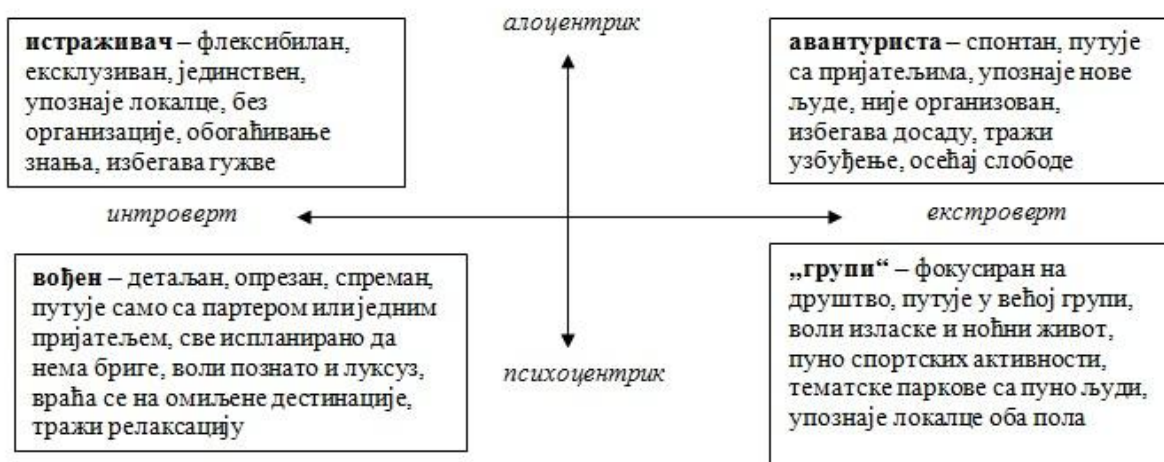 алоцентрик
истраживач – флексибилан,
ексклузиван, јединствен,
упознаје локалце, без
организације, обогаћивање
знања, избегава гужве
авантуриста – спонтан, путује
са пријатељима, упознаје нове
људе, није организован,
избегава досаду, тражи
узбуђење, осећај слободе
интроверт
екстроверт
вођен – детаљан, опрезан, спреман,
путује само са партером или једним
пријатељем, све испланирано да
нема бриге, воли познато и луксуз,
враћа се на омиљене дестинације,
тражи релаксацију
„групи“ – фокусиран на
друштво, путује у већој групи,
воли изласке и ноћни живот,
пуно спортских активности,
тематске паркове са пуно људи,
упознаје локалце оба пола
психоцентрик